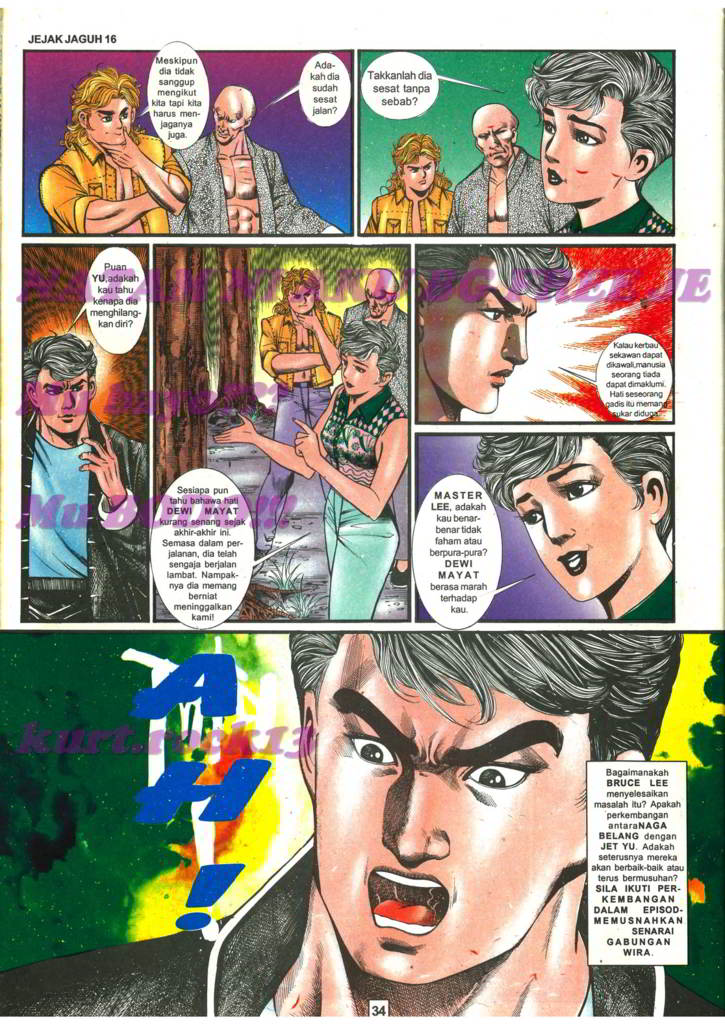 JEJAK JAGUH 16
Meskipun
dia tidak
sanggup
mengikut
kita tapi kita
harus men-
jaganya
juga.
Ada-
kah dia
sudah
sesat
jalan?
Takkanlah dia
sesat tanpa
sebab?
Puan
YU,adakah
kau tahu
kenapa dia
menghilang-
kan diri?
Sesiapa pun
tahu bahawa hati
DEWI MAYAT
kurang senang sejak
akhir-akhir ini.
Semasa dalam per-
jalanan, dia telah
sengaja berjalan
lambat. Nampak-
nya dia memang
berniat
meninggalkan
kami!
Kalau kerbau
sekawan dapat
dikawali,manusia
seorang tiada
dapat dimaklumi.
Hati seseorang
gadis itu memang
sukar diduga.
MASTER
LEE, adakah
kau benar-
benar tidak
faham atau
berpura-pura?
DEWI
MAYAT
berasa marah
terhadap
kau.
AH!
kurt.rock13
Bagaimanakah
BRUCE LEE
menyelesaikan
masalah itu? Apakah
perkembangan
antaraNAGA
BELANG dengan
JET YU. Adakah
seterusnya mereka
akan berbaik-baik atau
terus bermusuhan?
SILA IKUTI PER-
KEMBANGAN
DALAM EPISOD-
MEMUSNAHKAN
SENARAI
GABUNGAN
WIRA.
34